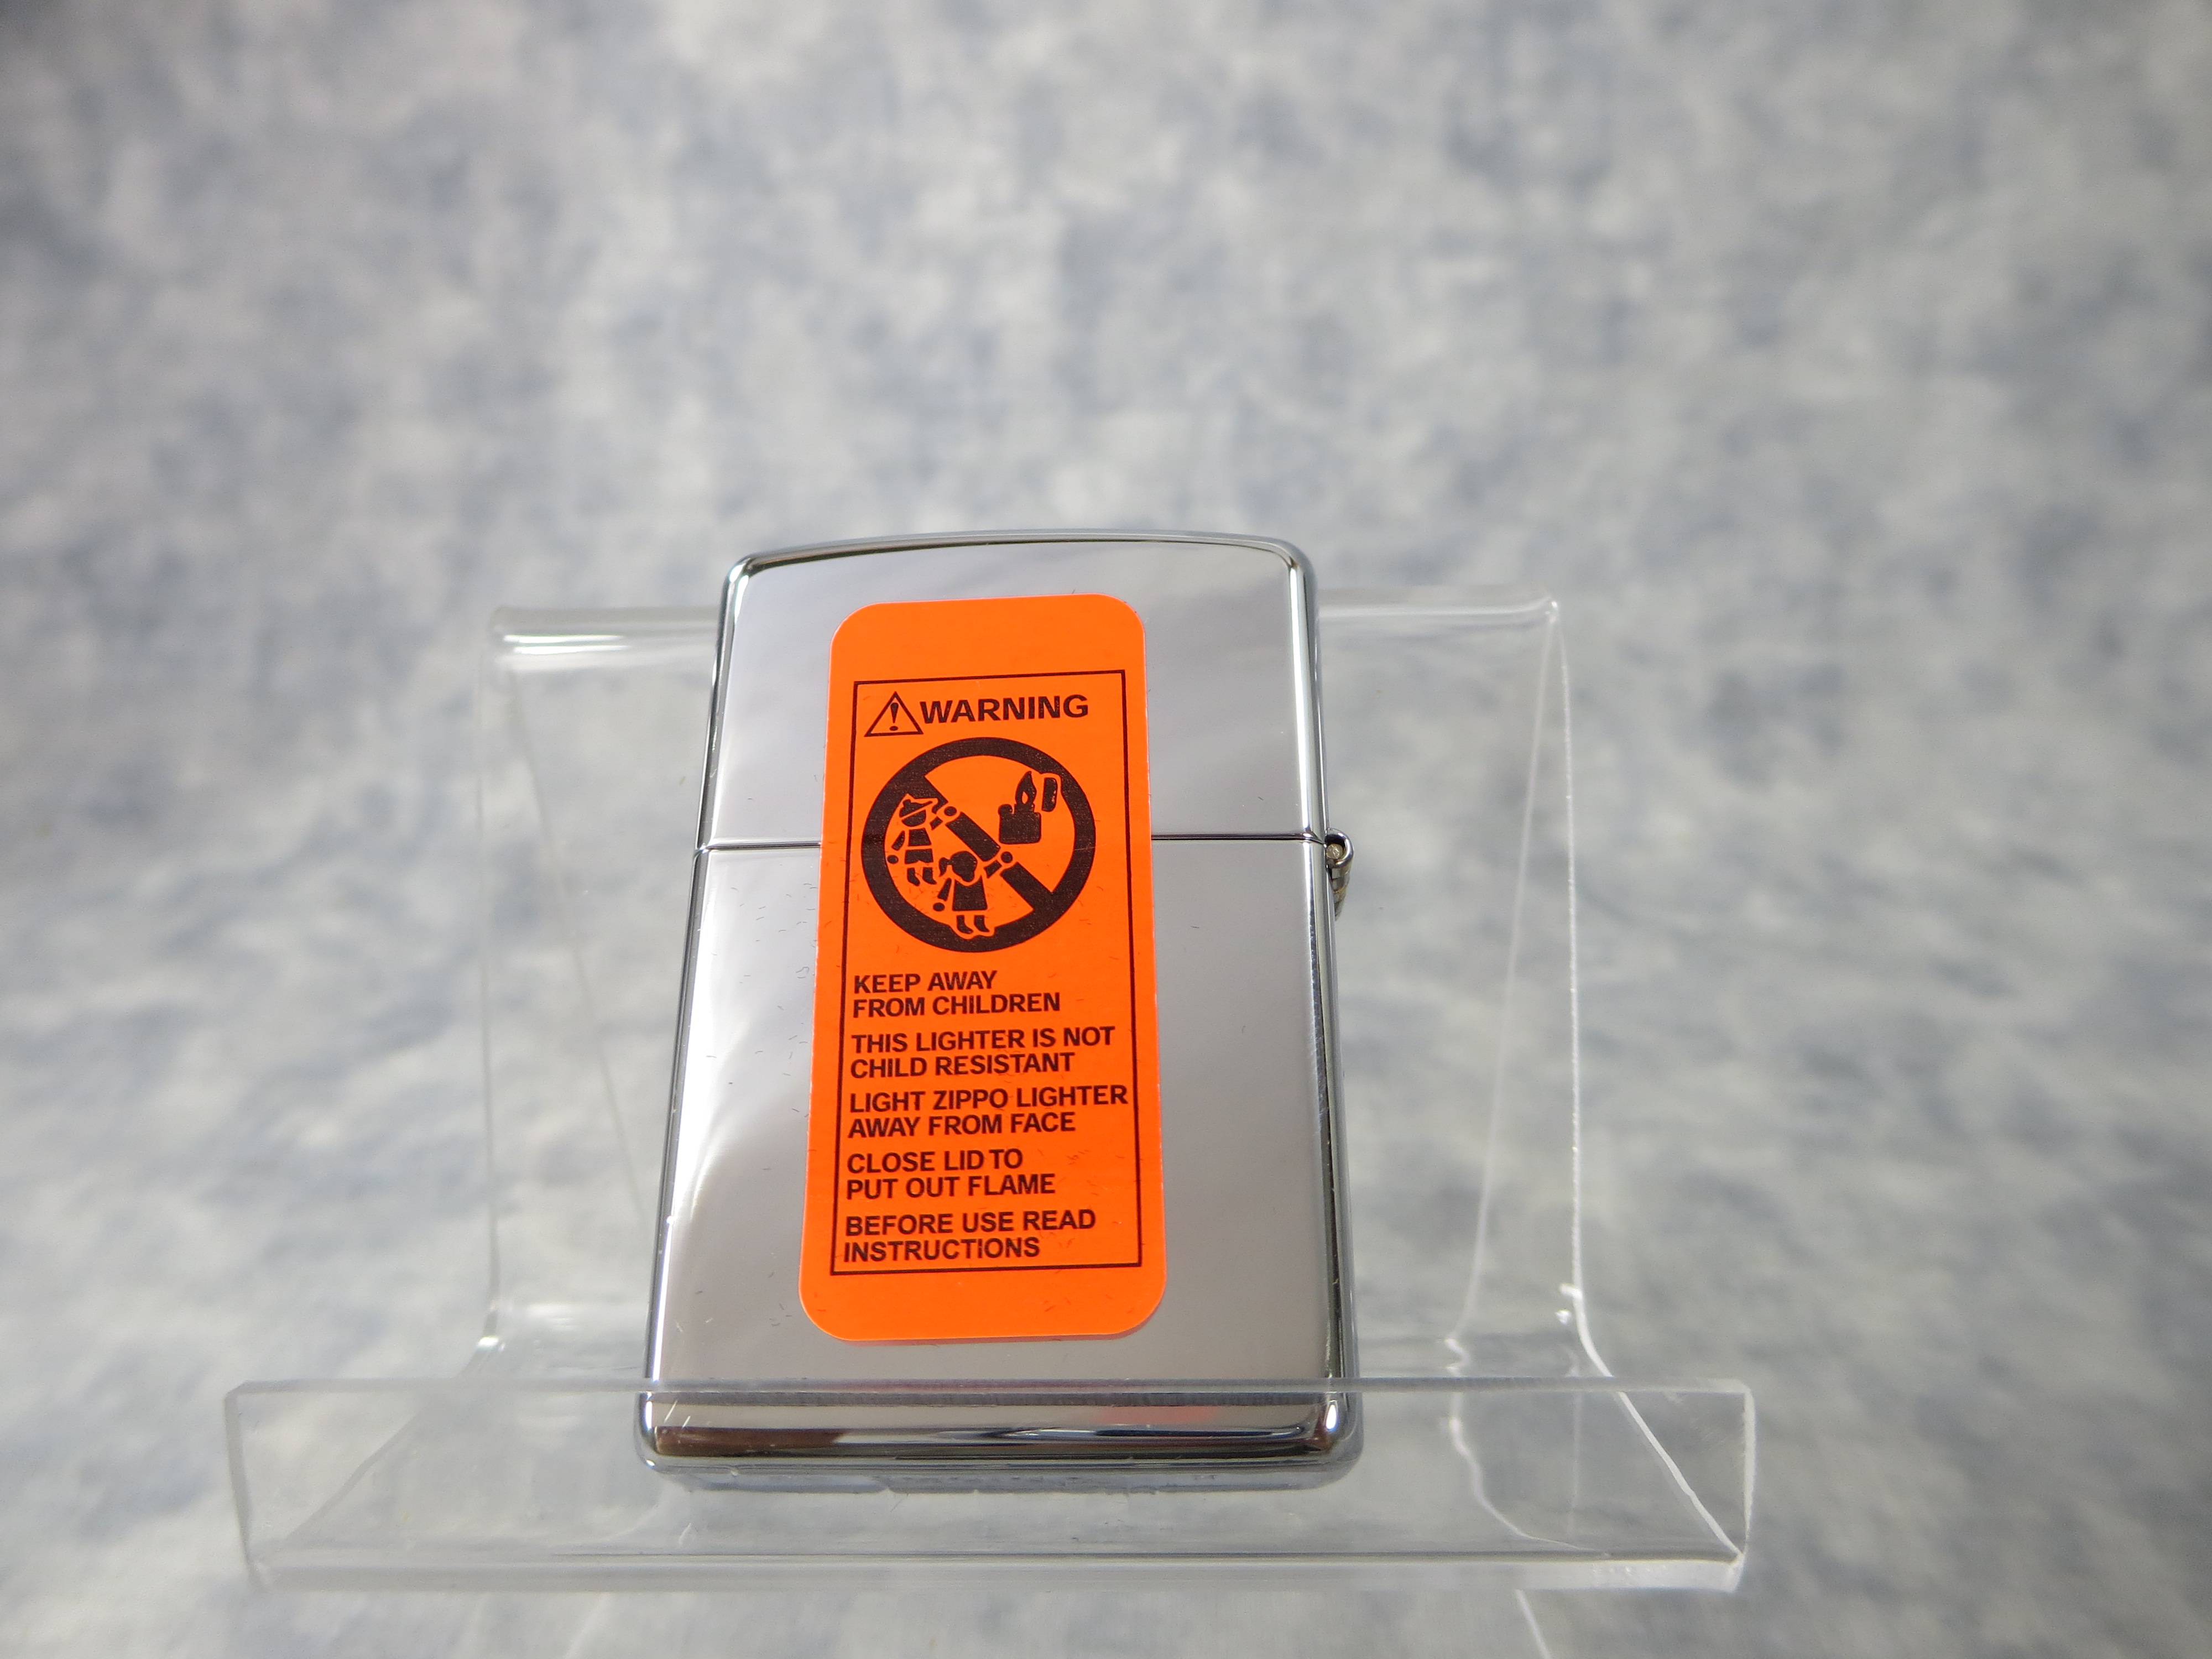 WARNING
KEEP AWAY
FROM CHILDREN
THIS LIGHTER IS NOT
CHILD RESISTANT
LIGHT ZIPPO LIGHTER
AWAY FROM FACE
CLOSE LID TO
PUT OUT FLAME
BEFORE USE READ
INSTRUCTIONS